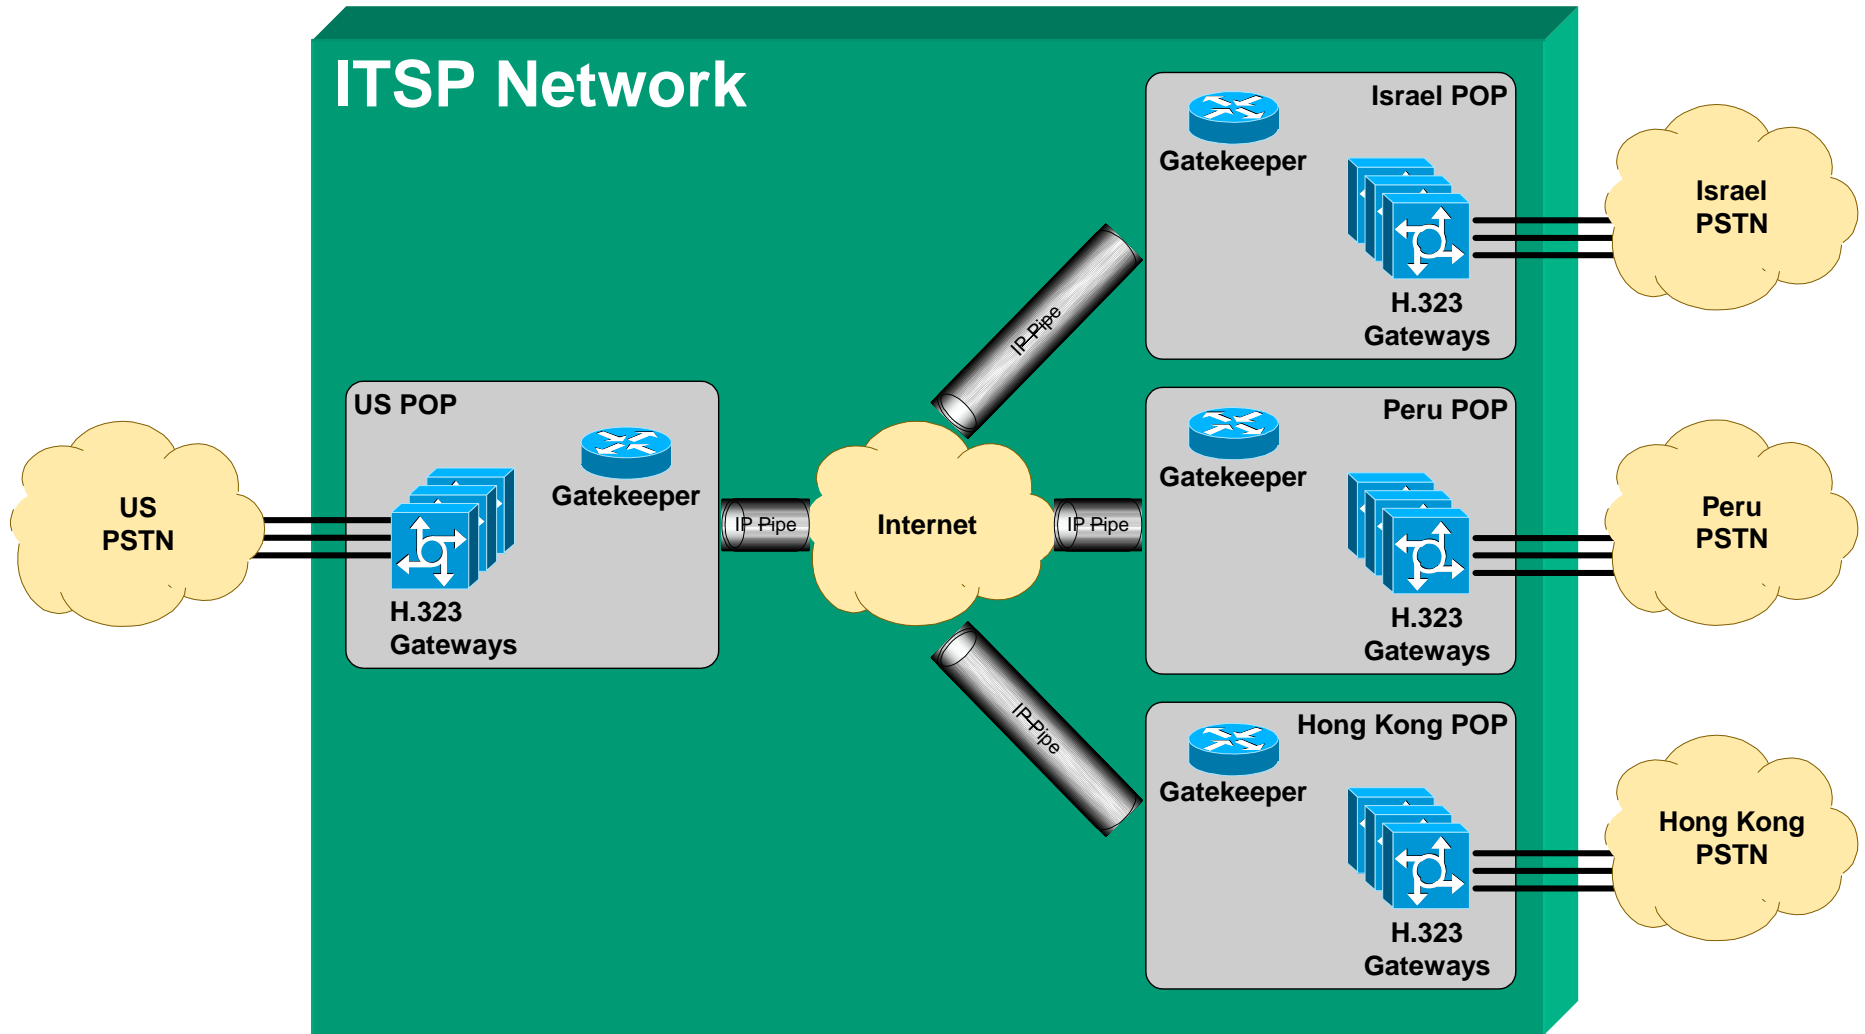 ITSP Network
US
PSTN
US POP
Gatekeeper
H.323
Gateways
IP Pipe
Internet
IP Pipe
IP Pipe
IP Pipe
Israel POP
Gatekeeper
H.323
Gateways
Israel
PSTN
Peru POP
Gatekeeper
H.323
Gateways
Peru
PSTN
Hong Kong POP
Gatekeeper
H.323
Gateways
Hong Kong
PSTN